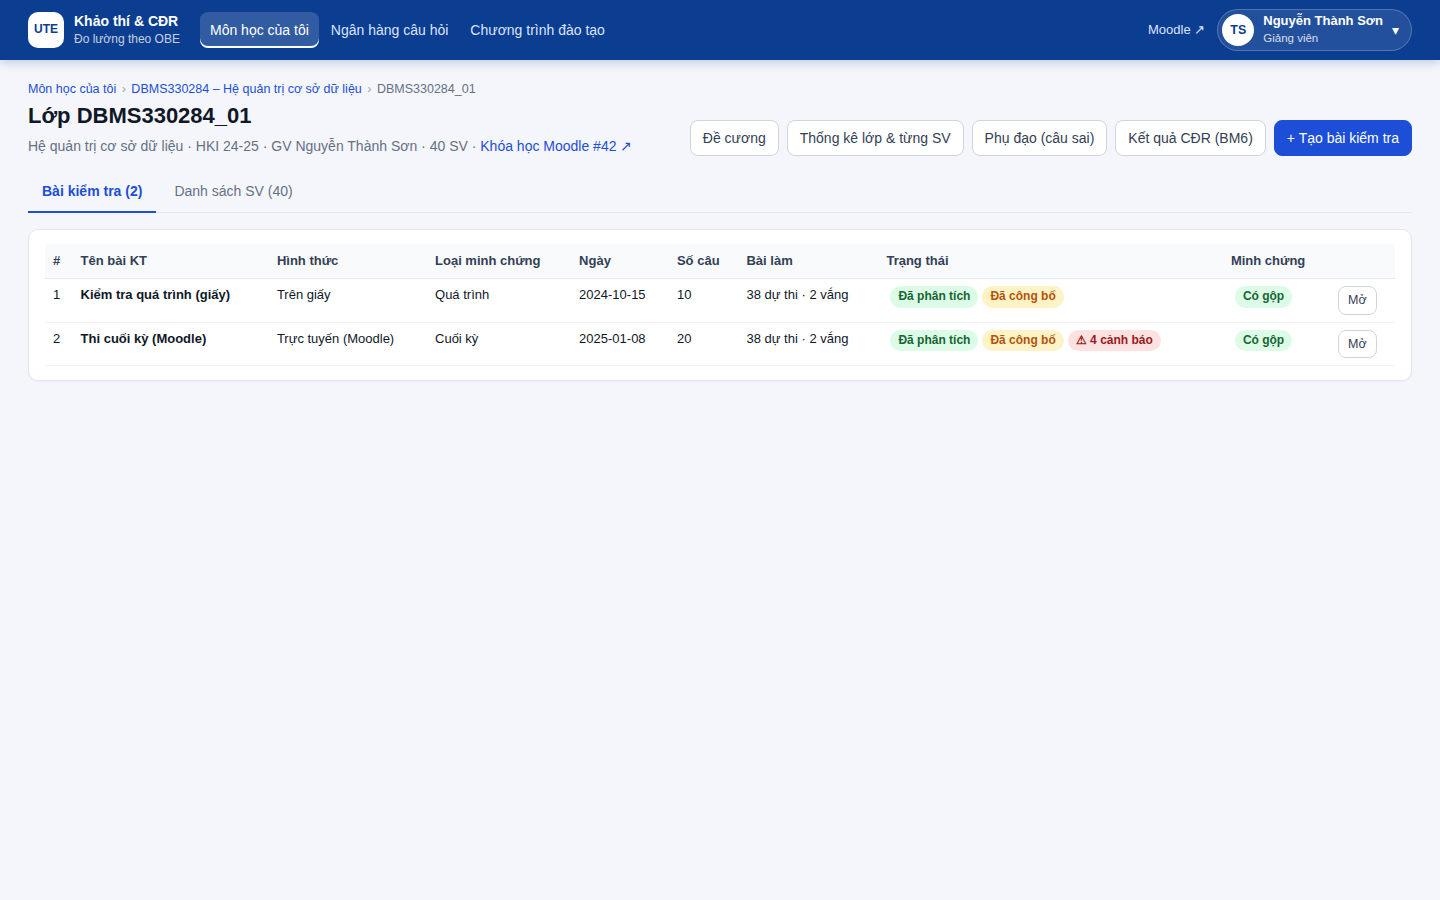 UTE
Khảo thí & CĐR
Đo lường theo OBE
Môn học của tôi
Ngân hàng câu hỏi
Chương trình đào tạo
Moodle ↗
TS
Nguyễn Thành Sơn
Giảng viên
▾
Môn học của tôi › DBMS330284 – Hệ quản trị cơ sở dữ liệu › DBMS330284_01
Lớp DBMS330284_01
Hệ quản trị cơ sở dữ liệu · HKI 24-25 · GV Nguyễn Thành Sơn · 40 SV · Khóa học Moodle #42 ↗
Đề cương
Thống kê lớp & từng SV
Phụ đạo (câu sai)
Kết quả CĐR (BM6)
+ Tạo bài kiểm tra
Bài kiểm tra (2)
Danh sách SV (40)
# Tên bài KT Hình thức Loại minh chứng Ngày Số câu Bài làm Trạng thái Minh chứng
1 Kiểm tra quá trình (giấy) Trên giấy Quá trình 2024-10-15 10 38 dự thi · 2 vắng Đã phân tích Đã công bố Có gộp Mở
2 Thi cuối kỳ (Moodle) Trực tuyến (Moodle) Cuối kỳ 2025-01-08 20 38 dự thi · 2 vắng Đã phân tích Đã công bố ⚠ 4 cảnh báo Có gộp Mở